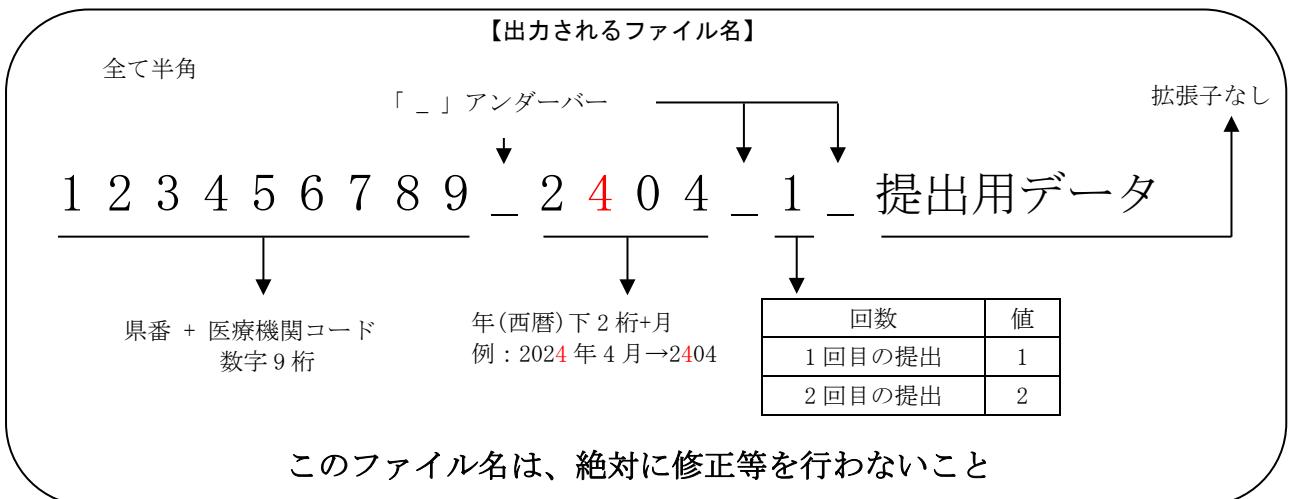 【出力されるファイル名】
全て半角
「 _ 」アンダーバー
拡張子なし
1 2 3 4 5 6 7 8 9 _ 2 4 0 4 _ 1 _ 提出用データ
県番 + 医療機関コード
数字9桁
年(西暦)下2桁+月
例：2024年4月→2404
回数 値
1回目の提出 1
2回目の提出 2
このファイル名は、絶対に修正等を行わないこと